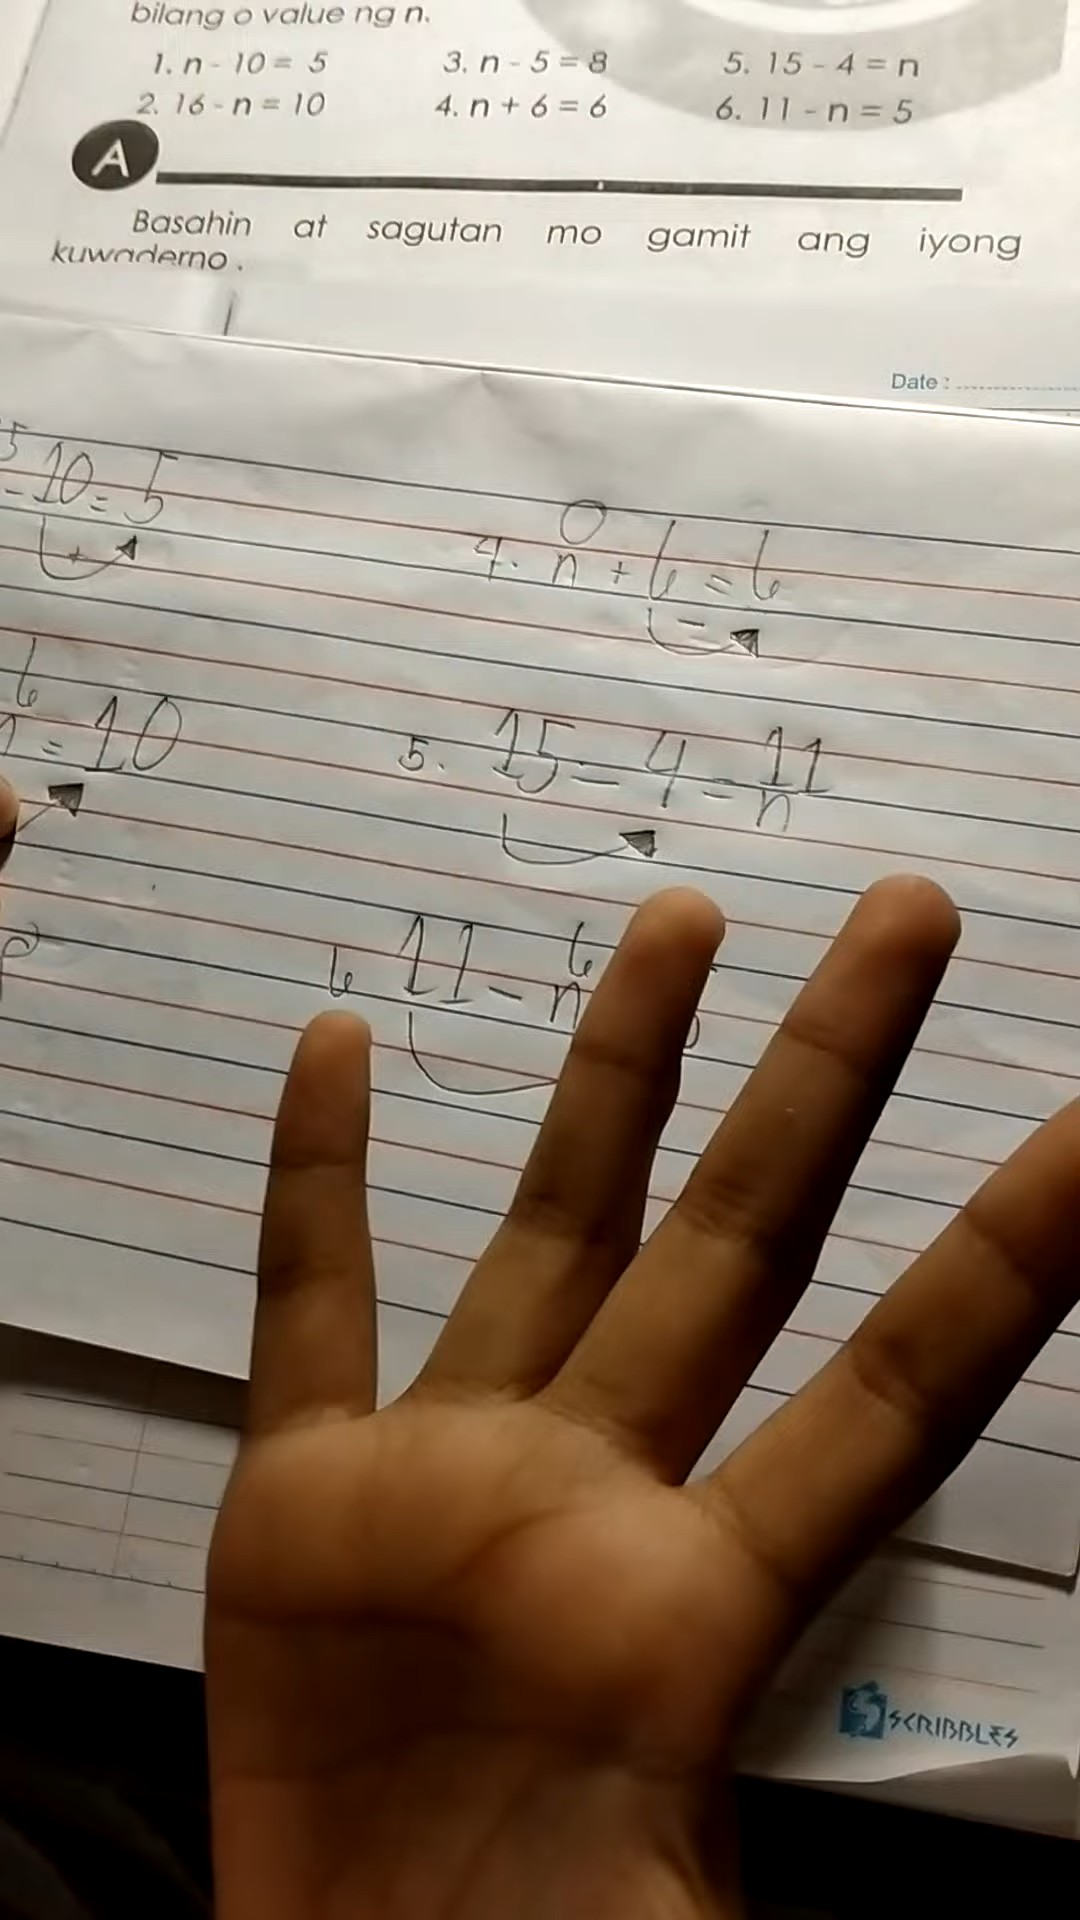 bilang o value ng n.
1. n - 10 = 5
3. n - 5 = 8
5. 15 - 4 = n
2. 16 - n = 10
4. n + 6 = 6
6. 11 - n = 5
A
Basahin at sagutan mo gamit ang iyong
kuwaderno.
Date :
5
- 10 = 5
+
0
4. n + 6 = 6
-
6
n = 10
11
5. 15 - 4 = n
6
6 11 - n
SCRIBBLES